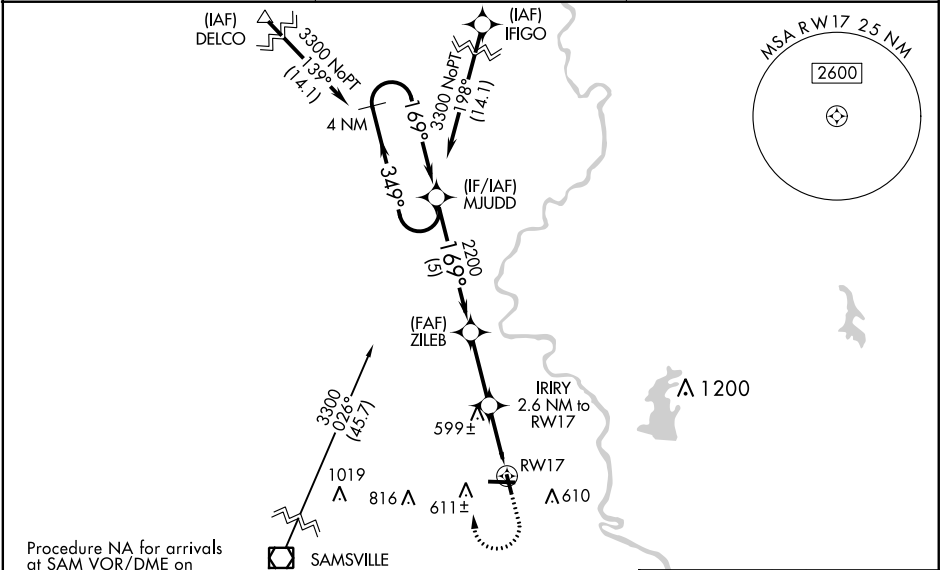 (IAF)
DELCO
3300 NoPT
139°
(14.1)
(IAF)
IFIGO
3300 NoPT
198°
(14.1)
MSA RW17 25 NM
2600
4 NM
169°
349°
(IF/IAF)
MJUDD
2200
169°
(5)
(FAF)
ZILEB
IRIRY
2.6 NM to
RW17
599±
1200
3300
026°
(45.7)
RW17
1019
816
611±
610
Procedure NA for arrivals
at SAM VOR/DME on
SAMSVILLE